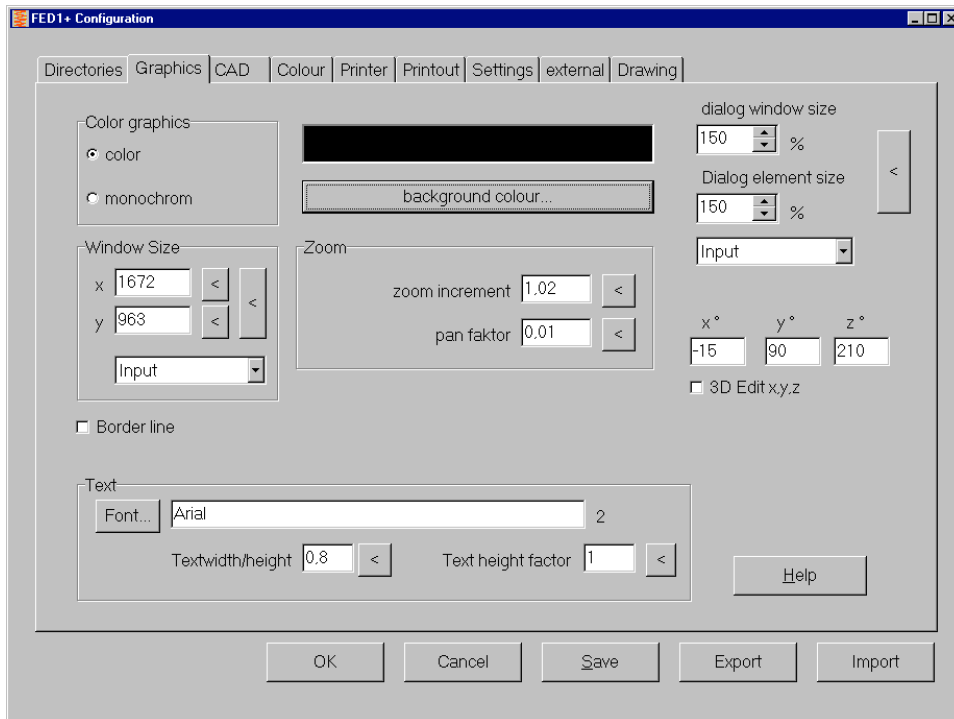 FED1+ Configuration
Directories Graphics CAD Colour Printer Printout Settings external Drawing
Color graphics
color
monochrom
background colour...
dialog window size
150 %
Dialog element size
150 %
<
Input
Window Size
x 1672 <
y 963 <
<
Input
Zoom
zoom increment 1,02 <
pan faktor 0,01 <
x° y° z°
-15 90 210
3D Edit x,y,z
Border line
Text
Font... Arial 2
Textwidth/height 0,8 < Text height factor 1 <
Help
OK Cancel Save Export Import